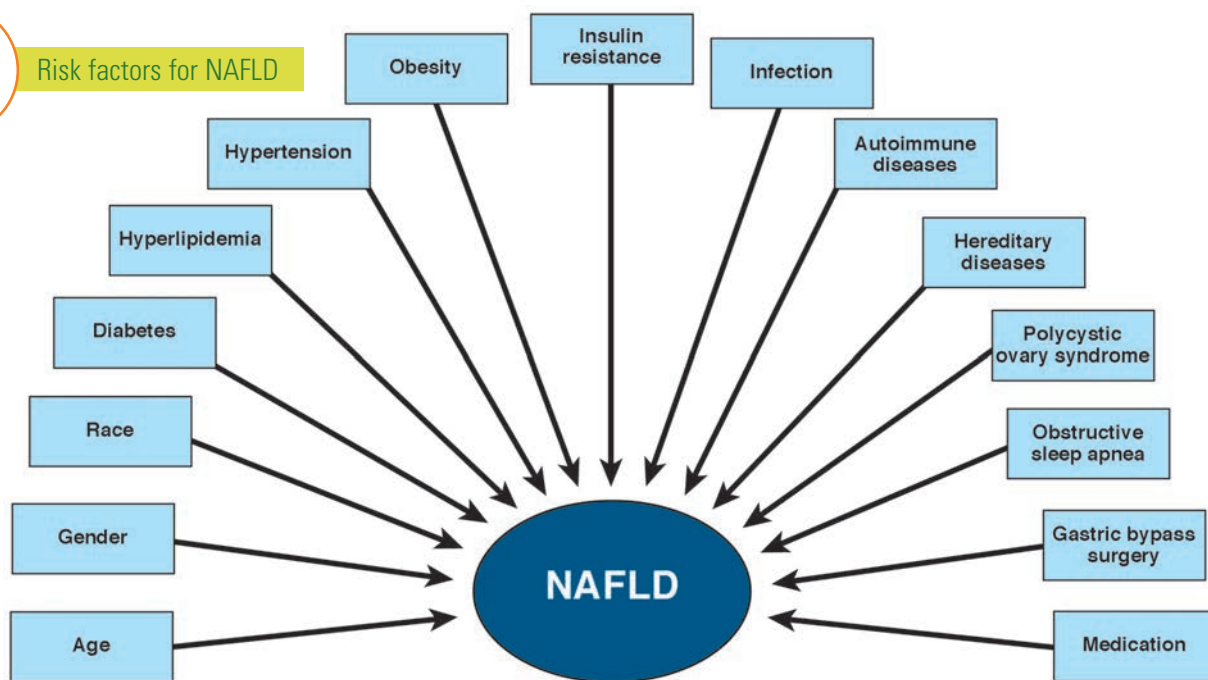 Risk factors for NAFLD
Insulin
resistance
Obesity
Infection
Hypertension
Autoimmune
diseases
Hyperlipidemia
Hereditary
diseases
Diabetes
Polycystic
ovary syndrome
Race
Obstructive
sleep apnea
Gender
Gastric bypass
surgery
Age
Medication
NAFLD